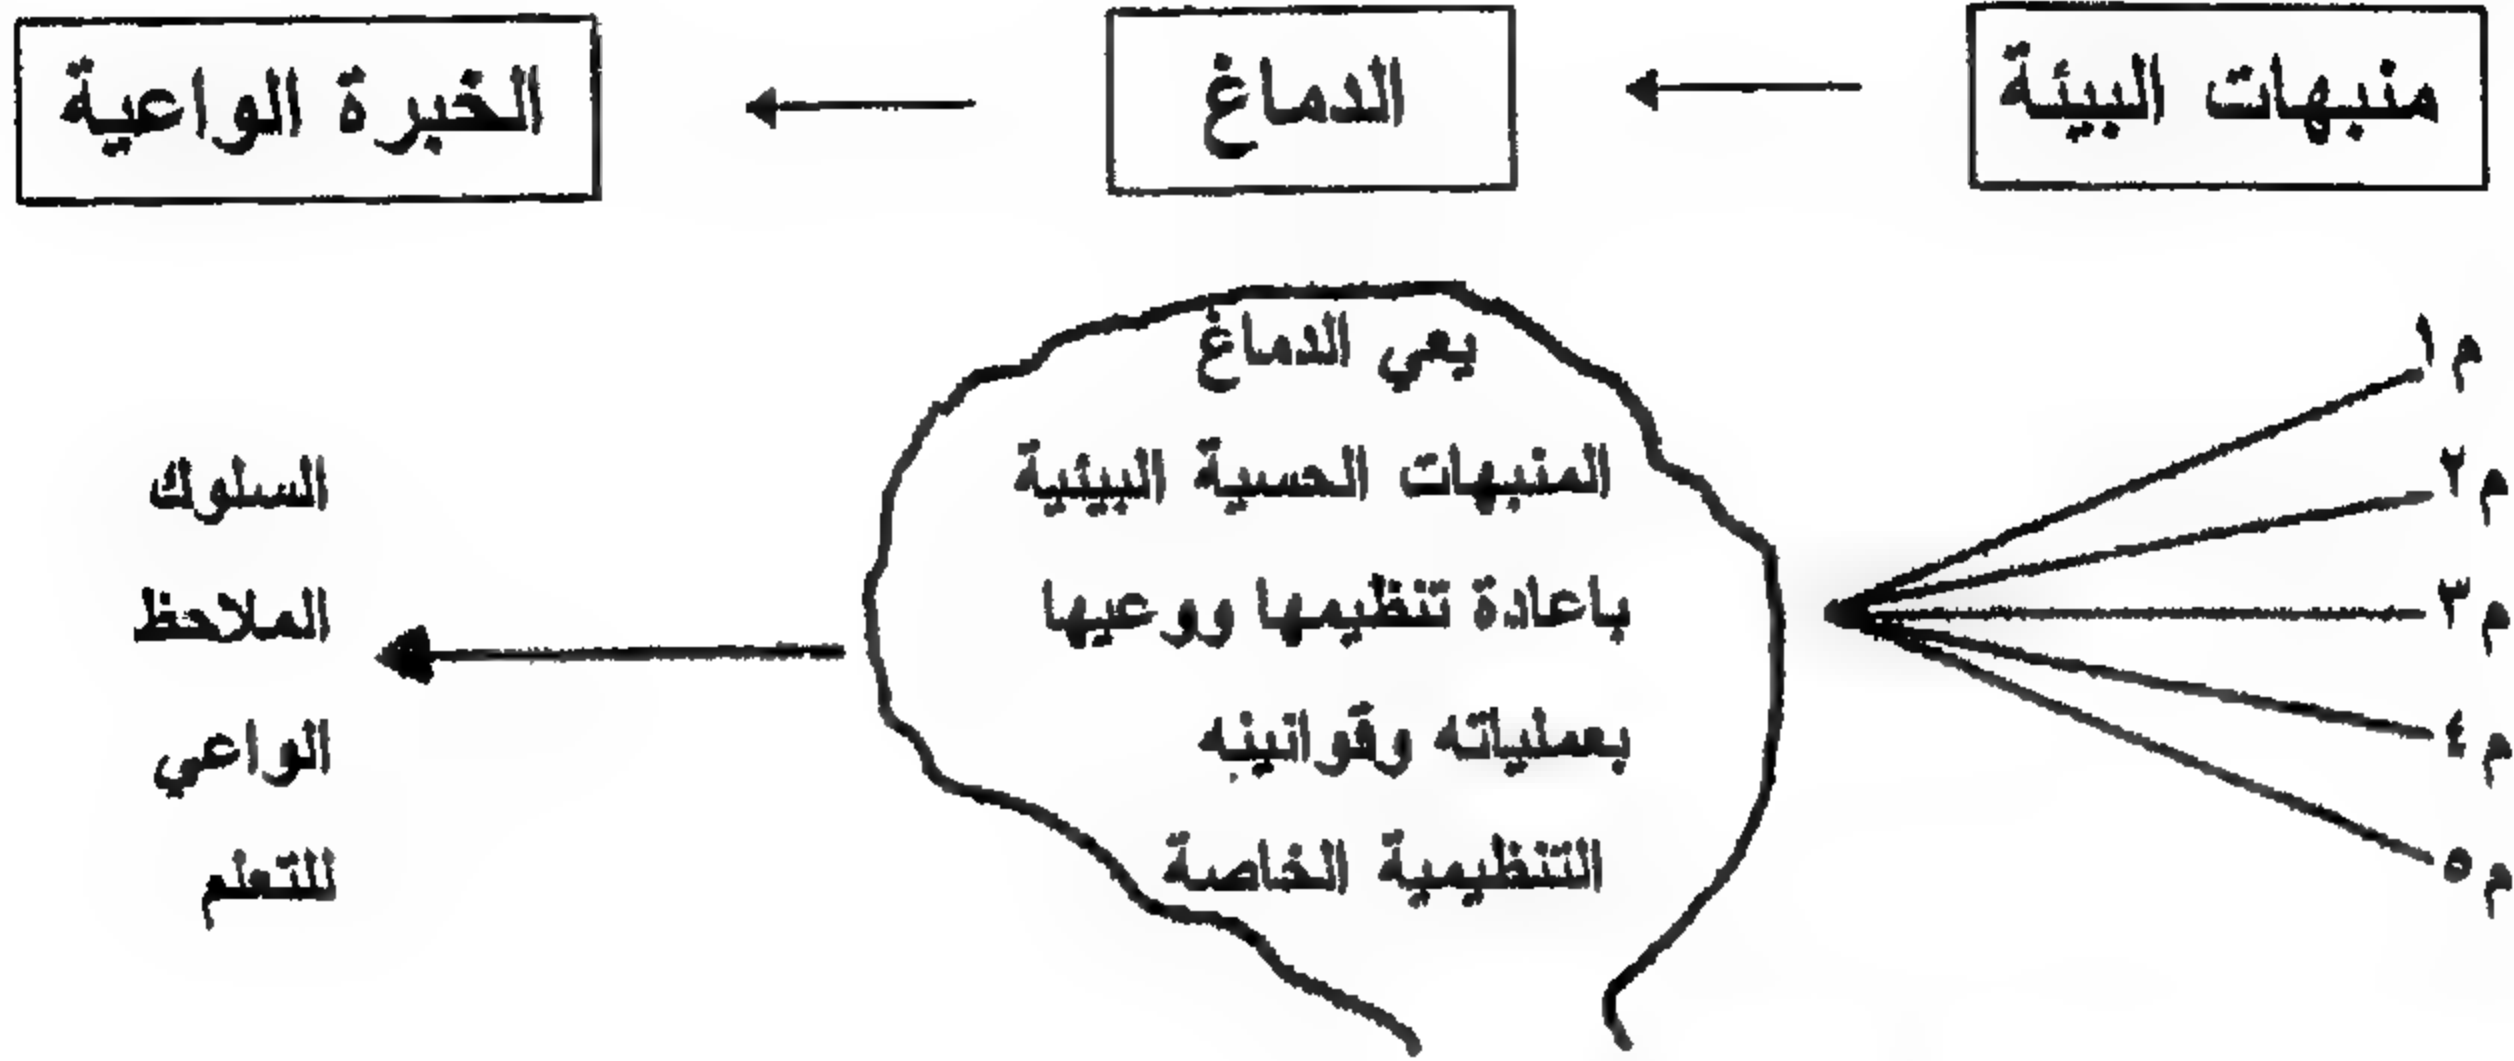 منبهات البيئة
الدماغ
الخبرة الواعية
م١
م٢
م٣
م٤
م٥
يعي الدماغ
المنبهات الحسية البيئية
باعادة تنظيمها ووعيها
بعملياته وقوانينه
التنظيمية الخاصة
السلوك
الملاحظ
الواعي
للتعلم